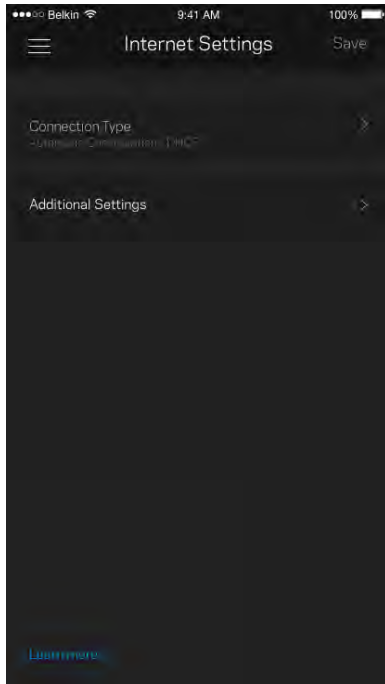 Belkin 9:41 AM 100%
Internet Settings Save
Connection Type
Automatic Configuration - DHCP
Additional Settings
Learn more